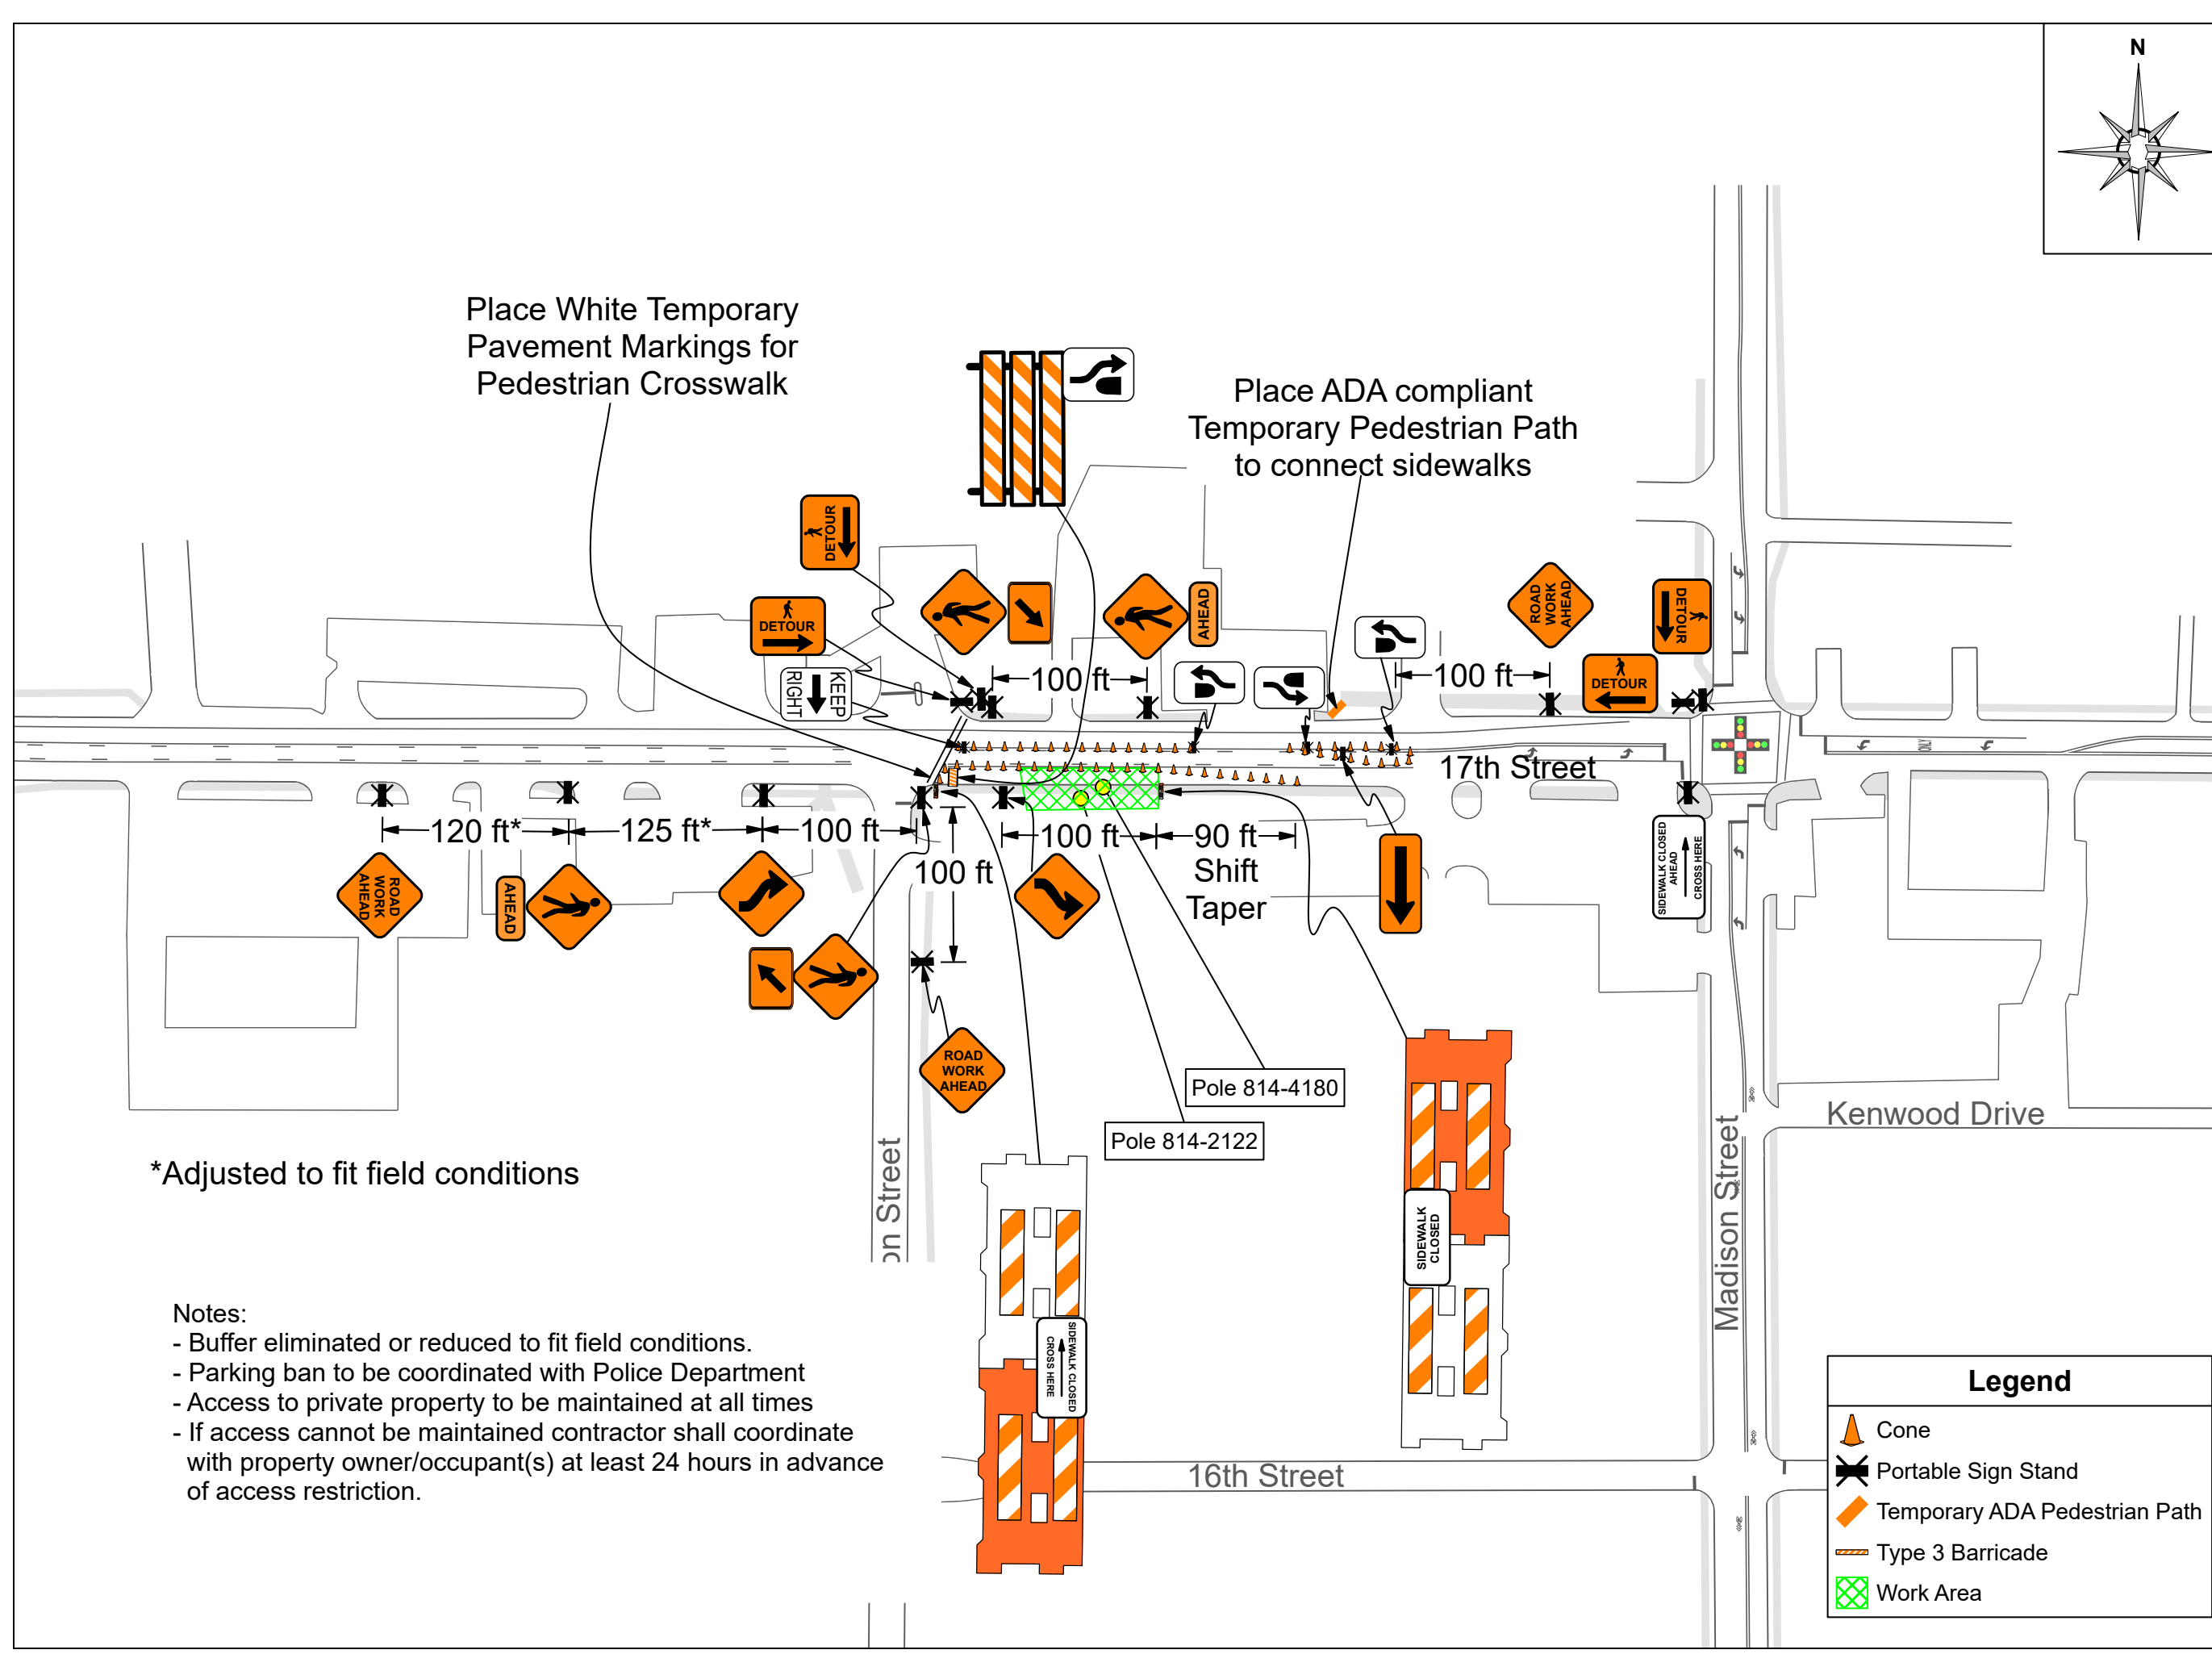 N
Place White Temporary
Pavement Markings for
Pedestrian Crosswalk
Place ADA compliant
Temporary Pedestrian Path
to connect sidewalks
DETOUR
DETOUR
KEEP
RIGHT
AHEAD
ROAD
WORK
AHEAD
DETOUR
DETOUR
100 ft
100 ft
ONLY
17th Street
120 ft*
125 ft*
100 ft
100 ft
100 ft
90 ft
Shift
Taper
ROAD
WORK
AHEAD
AHEAD
SIDEWALK CLOSED
AHEAD
CROSS HERE
ROAD
WORK
AHEAD
Pole 814-4180
Pole 814-2122
Kenwood Drive
Madison Street
on Street
*Adjusted to fit field conditions
SIDEWALK
CLOSED
SIDEWALK CLOSED
CROSS HERE
Notes:
- Buffer eliminated or reduced to fit field conditions.
- Parking ban to be coordinated with Police Department
- Access to private property to be maintained at all times
- If access cannot be maintained contractor shall coordinate
with property owner/occupant(s) at least 24 hours in advance
of access restriction.
16th Street
Legend
Cone
Portable Sign Stand
Temporary ADA Pedestrian Path
Type 3 Barricade
Work Area